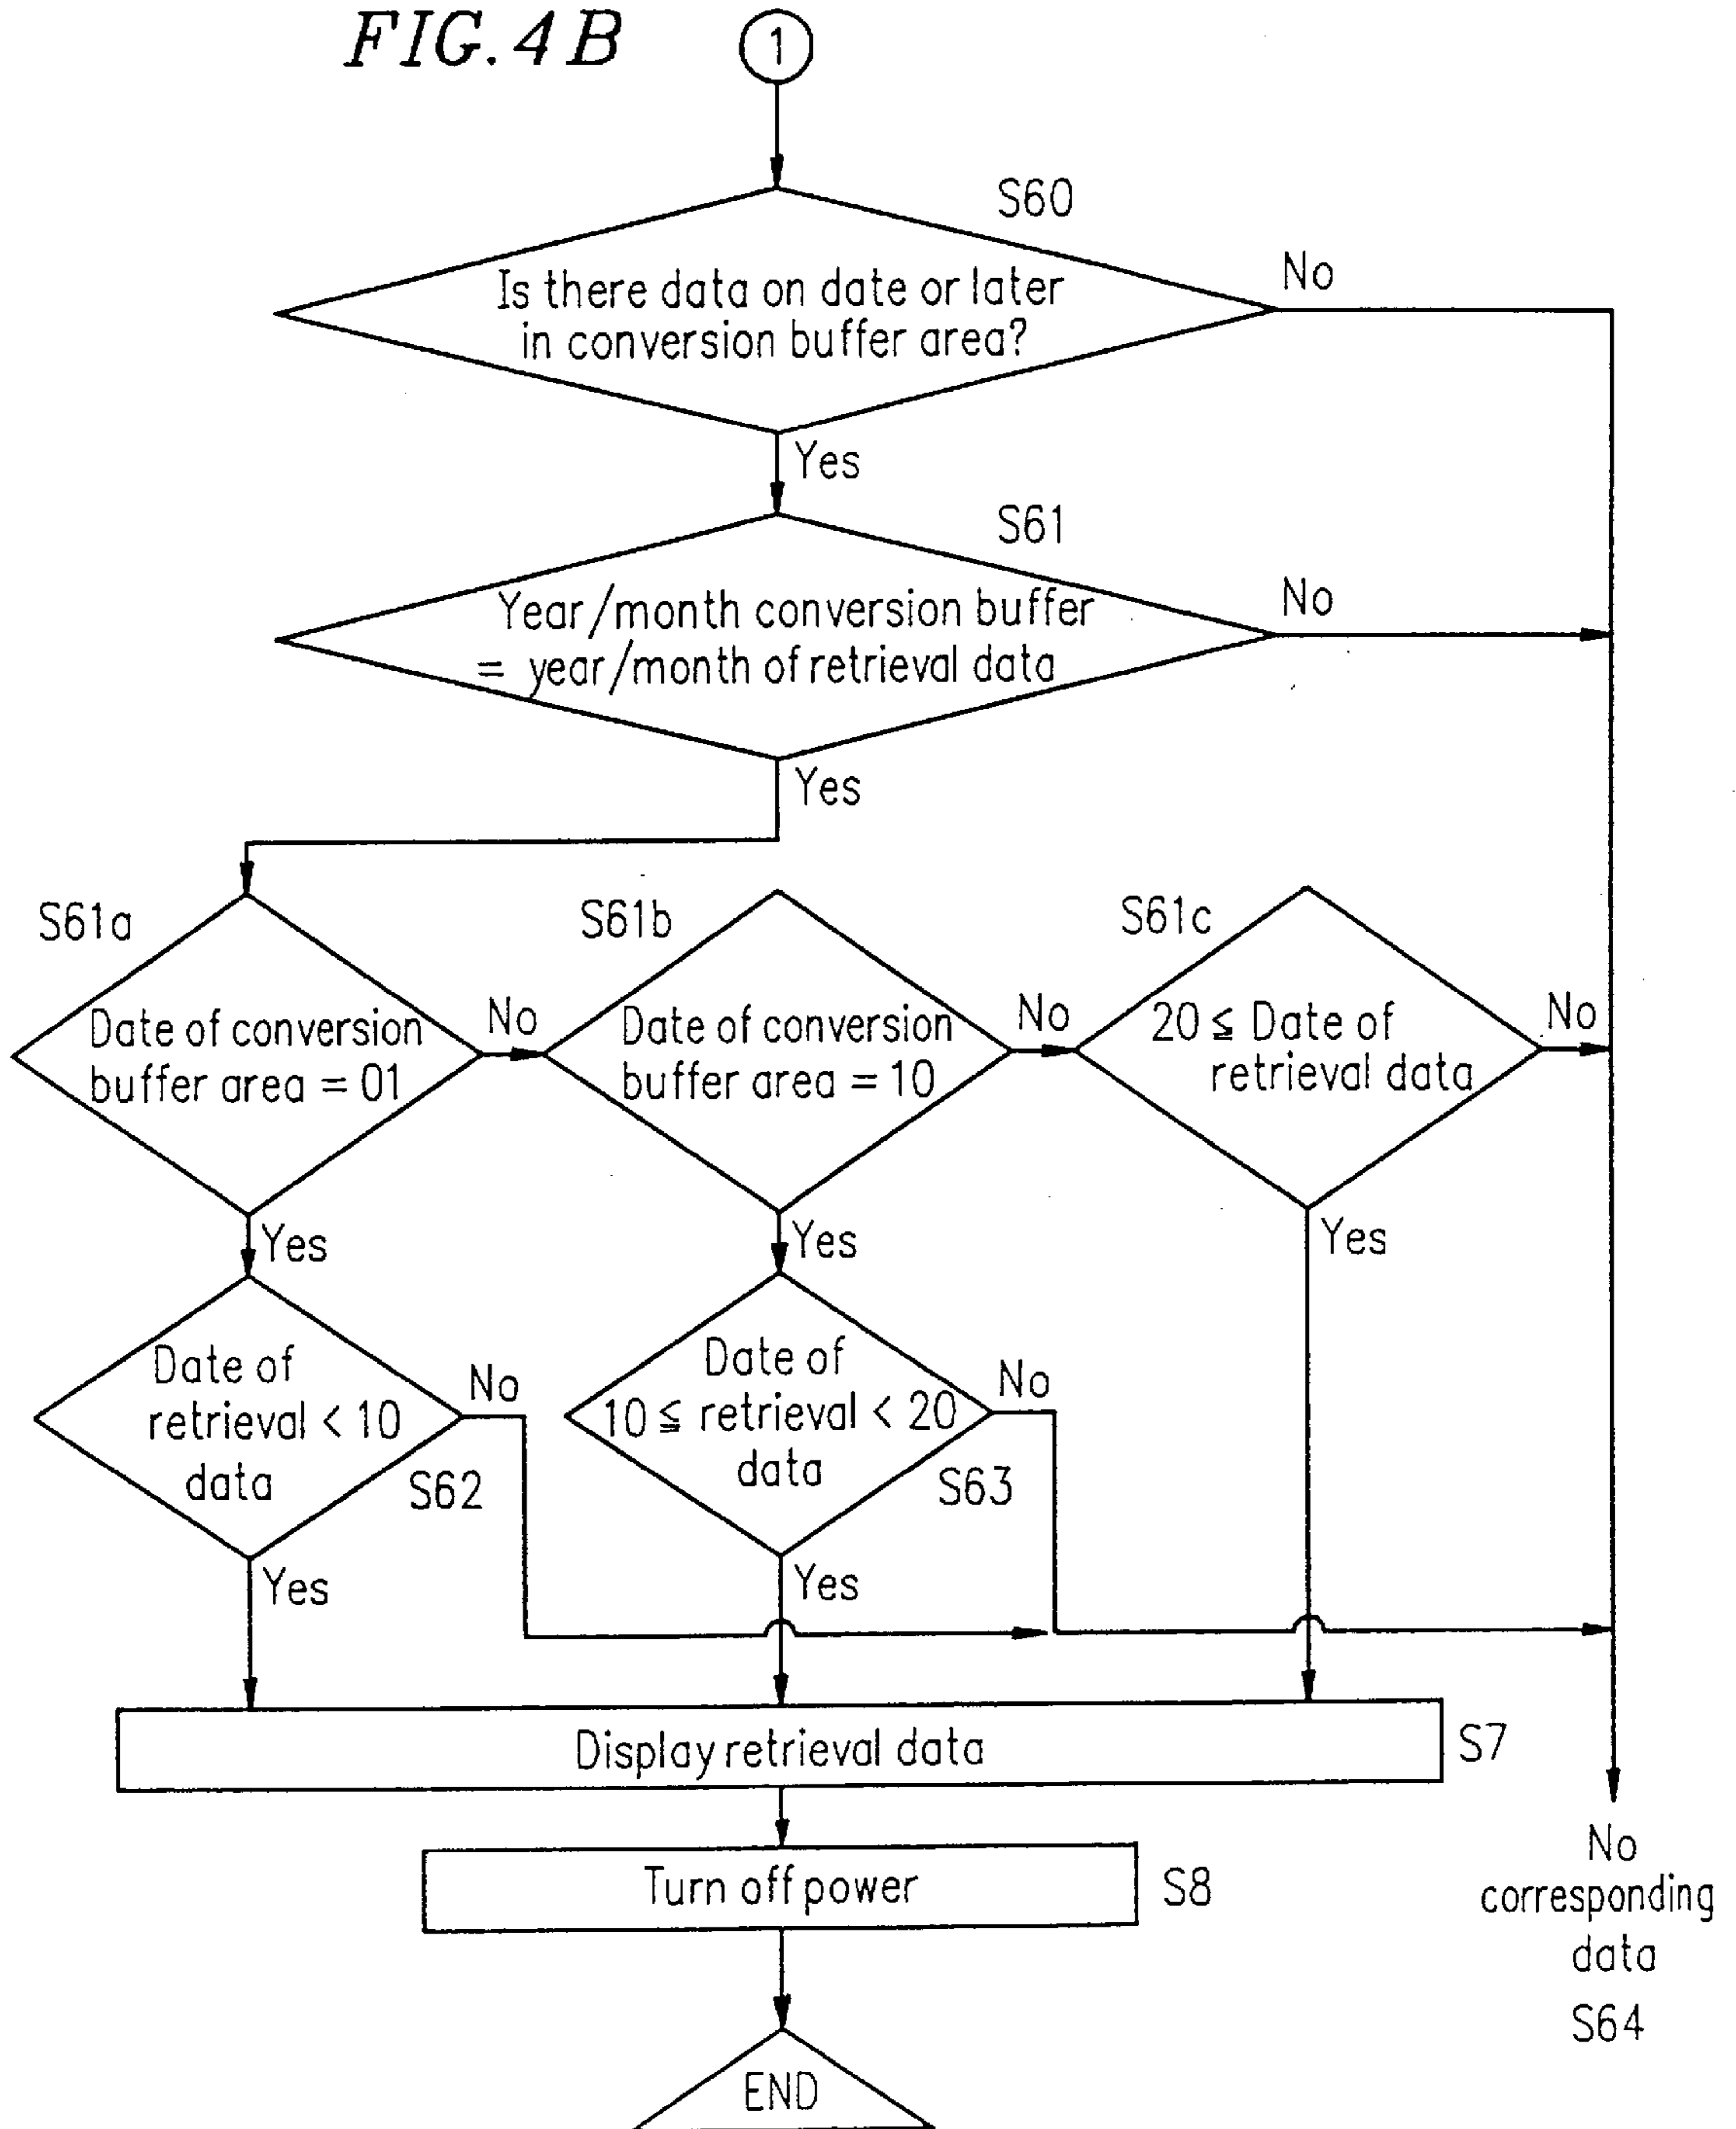 FIG. 4B
1
S60
Is there data on date or later
in conversion buffer area?
No
Yes
S61
Year/month conversion buffer
= year/month of retrieval data
No
Yes
S61a
Date of conversion
buffer area = 01
No
S61b
Date of conversion
buffer area = 10
No
S61c
20 ≦ Date of
retrieval data
No
Yes
Yes
Yes
Date of
retrieval < 10
data
No
S62
Date of
10 ≦ retrieval < 20
data
No
S63
Yes
Yes
Display retrieval data
S7
Turn off power
S8
END
No
corresponding
data
S64